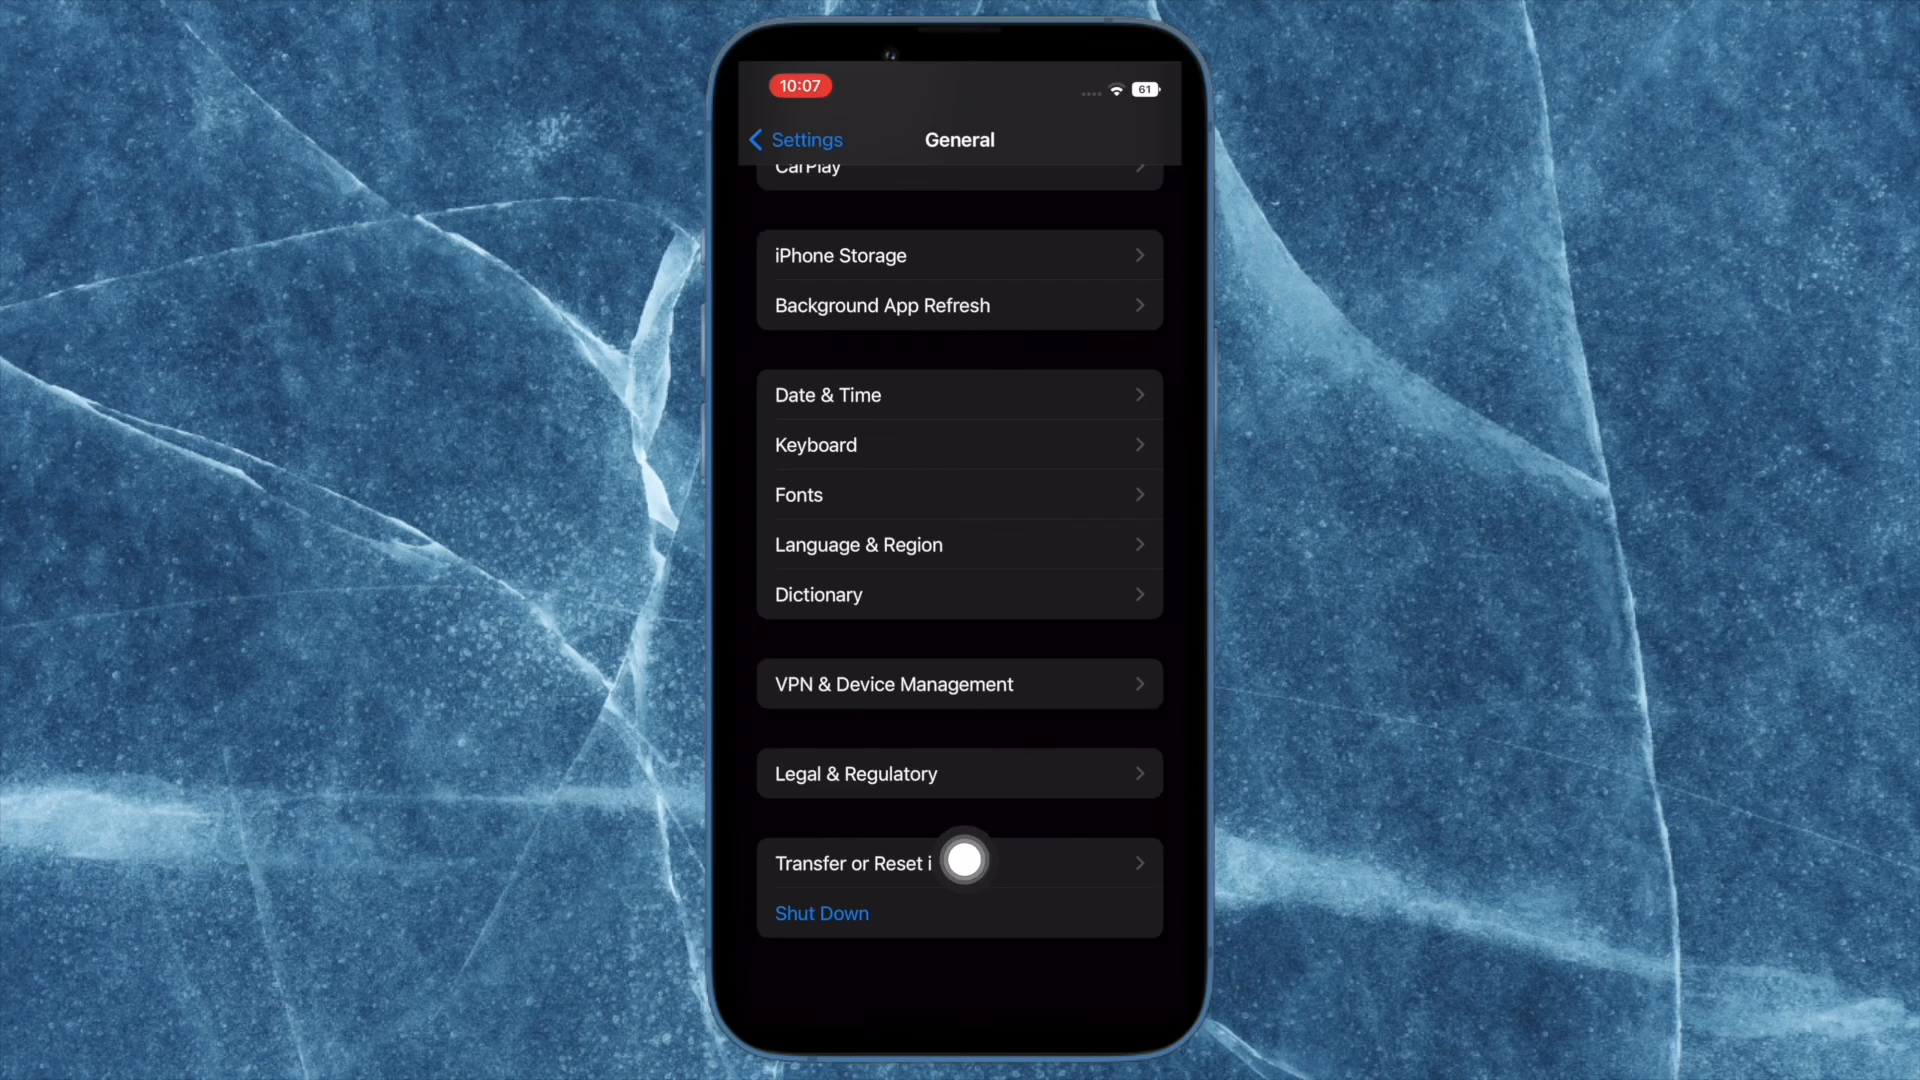 10:07
61
Settings
General
CarPlay
iPhone Storage
Background App Refresh
Date & Time
Keyboard
Fonts
Language & Region
Dictionary
VPN & Device Management
Legal & Regulatory
Transfer or Reset i
Shut Down